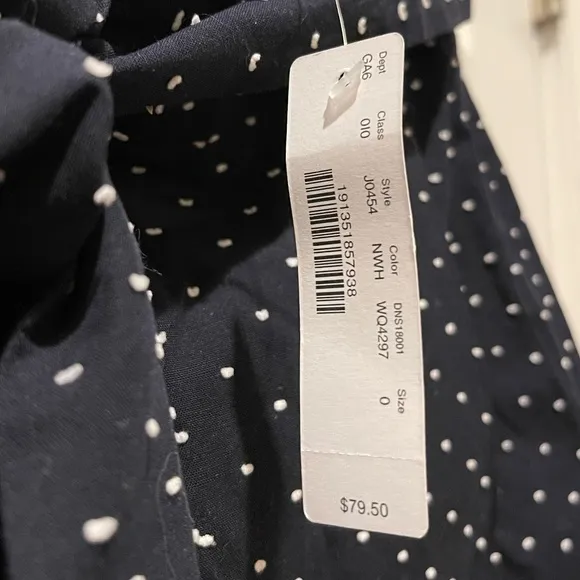 Dept Class Style Color DNS18001 Size
GA6 010 J0454 NWH WQ4297 0
191351857938
$79.50